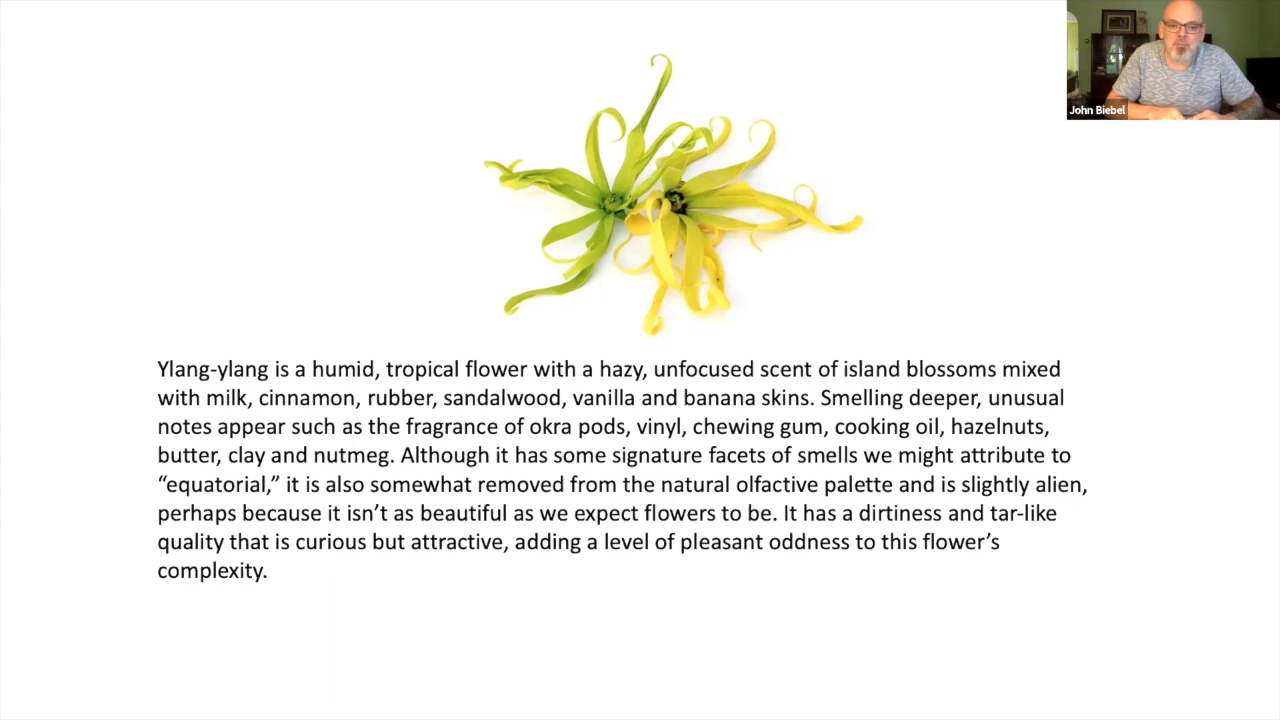 John Biebel
Ylang-ylang is a humid, tropical flower with a hazy, unfocused scent of island blossoms mixed
with milk, cinnamon, rubber, sandalwood, vanilla and banana skins. Smelling deeper, unusual
notes appear such as the fragrance of okra pods, vinyl, chewing gum, cooking oil, hazelnuts,
butter, clay and nutmeg. Although it has some signature facets of smells we might attribute to
“equatorial,” it is also somewhat removed from the natural olfactive palette and is slightly alien,
perhaps because it isn’t as beautiful as we expect flowers to be. It has a dirtiness and tar-like
quality that is curious but attractive, adding a level of pleasant oddness to this flower’s
complexity.